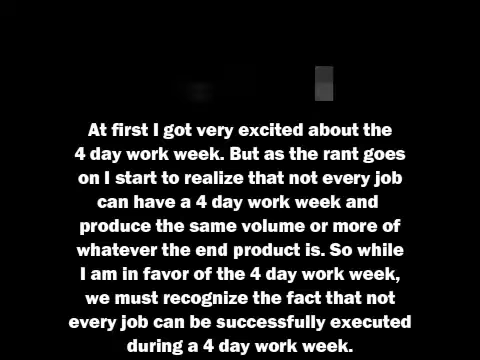 At first I got very excited about the
4 day work week. But as the rant goes
on I start to realize that not every job
can have a 4 day work week and
produce the same volume or more of
whatever the end product is. So while
I am in favor of the 4 day work week,
we must recognize the fact that not
every job can be successfully executed
during a 4 day work week.